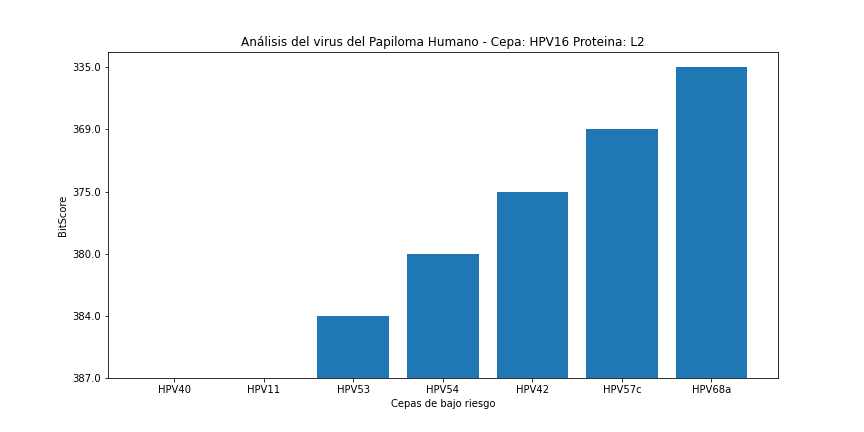 Análisis del virus del Papiloma Humano - Cepa: HPV16 Proteina: L2
BitScore
335.0
369.0
375.0
380.0
384.0
387.0
HPV40 HPV11 HPV53 HPV54 HPV42 HPV57c HPV68a
Cepas de bajo riesgo